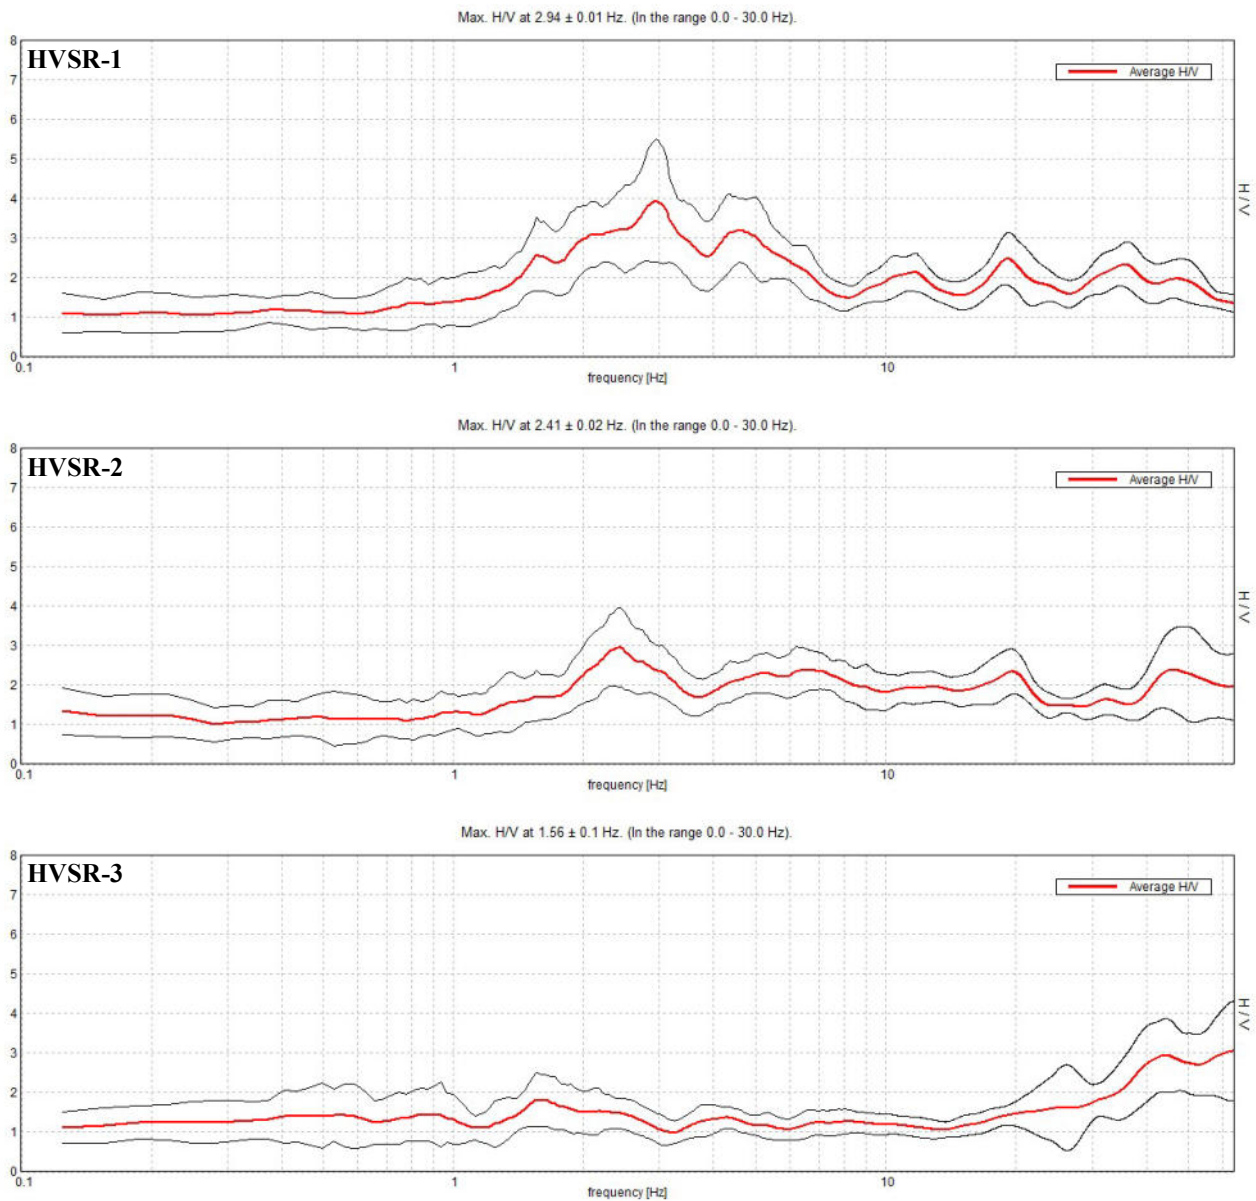 Max. H/V at 2.94 ± 0.01 Hz. (In the range 0.0 - 30.0 Hz).
HVSR-1
Average H/V
8
7
6
5
4
3
2
1
0
H / V
0.1 1 10
frequency [Hz]
Max. H/V at 2.41 ± 0.02 Hz. (In the range 0.0 - 30.0 Hz).
HVSR-2
Average H/V
8
7
6
5
4
3
2
1
0
H / V
0.1 1 10
frequency [Hz]
Max. H/V at 1.56 ± 0.1 Hz. (In the range 0.0 - 30.0 Hz).
HVSR-3
Average H/V
8
7
6
5
4
3
2
1
0
H / V
0.1 1 10
frequency [Hz]